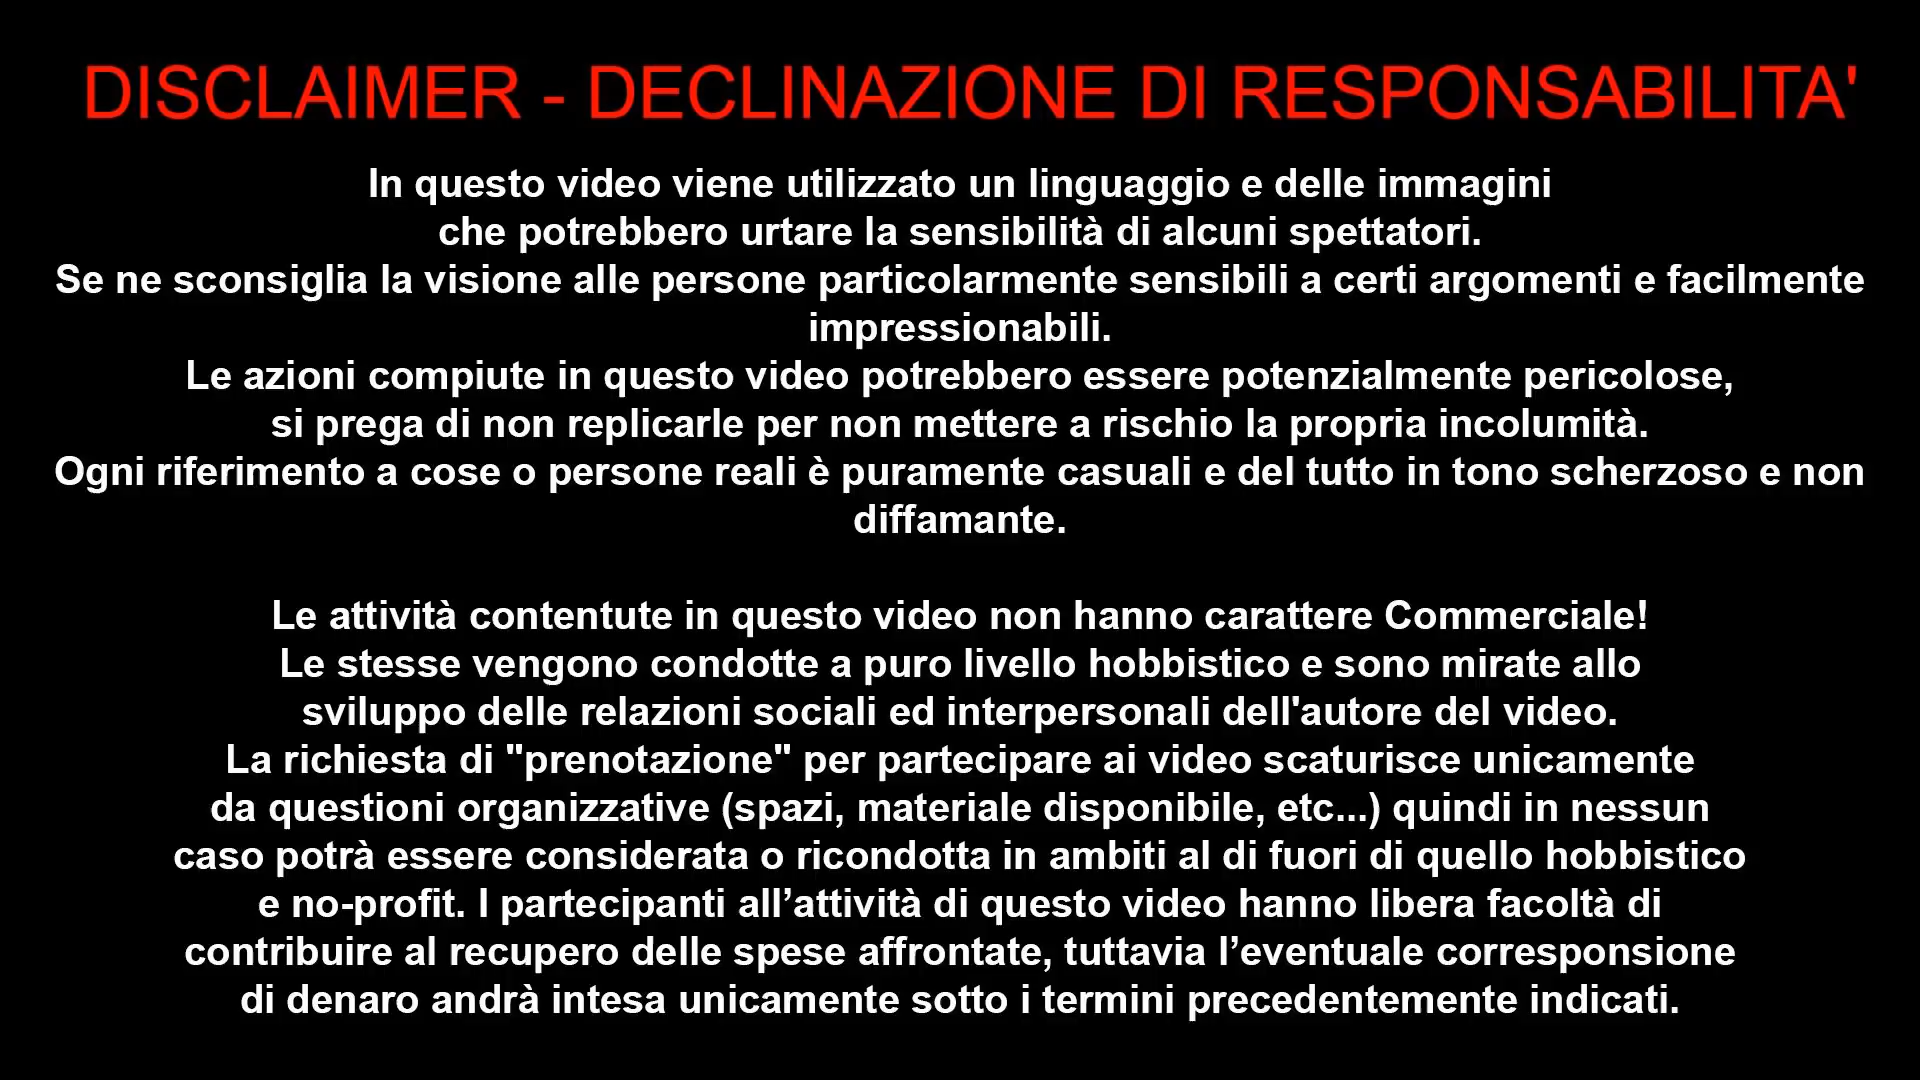 DISCLAIMER - DECLINAZIONE DI RESPONSABILITA'
In questo video viene utilizzato un linguaggio e delle immagini
che potrebbero urtare la sensibilità di alcuni spettatori.
Se ne sconsiglia la visione alle persone particolarmente sensibili a certi argomenti e facilmente
impressionabili.
Le azioni compiute in questo video potrebbero essere potenzialmente pericolose,
si prega di non replicarle per non mettere a rischio la propria incolumità.
Ogni riferimento a cose o persone reali è puramente casuali e del tutto in tono scherzoso e non
diffamante.
Le attività contentute in questo video non hanno carattere Commerciale!
Le stesse vengono condotte a puro livello hobbistico e sono mirate allo
sviluppo delle relazioni sociali ed interpersonali dell'autore del video.
La richiesta di "prenotazione" per partecipare ai video scaturisce unicamente
da questioni organizzative (spazi, materiale disponibile, etc...) quindi in nessun
caso potrà essere considerata o ricondotta in ambiti al di fuori di quello hobbistico
e no-profit. I partecipanti all’attività di questo video hanno libera facoltà di
contribuire al recupero delle spese affrontate, tuttavia l’eventuale corresponsione
di denaro andrà intesa unicamente sotto i termini precedentemente indicati.